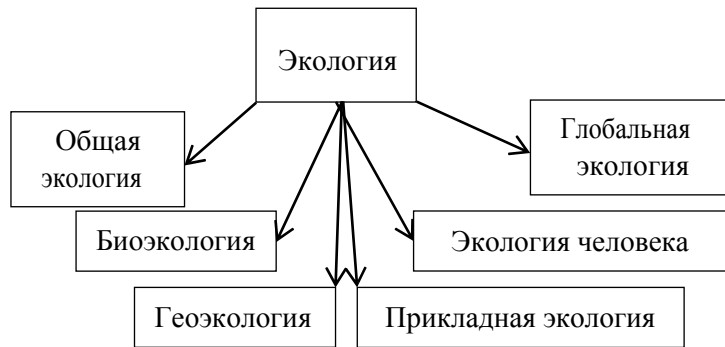 Экология
Общая
экология
Глобальная
экология
Биоэкология
Экология человека
Геоэкология
Прикладная экология